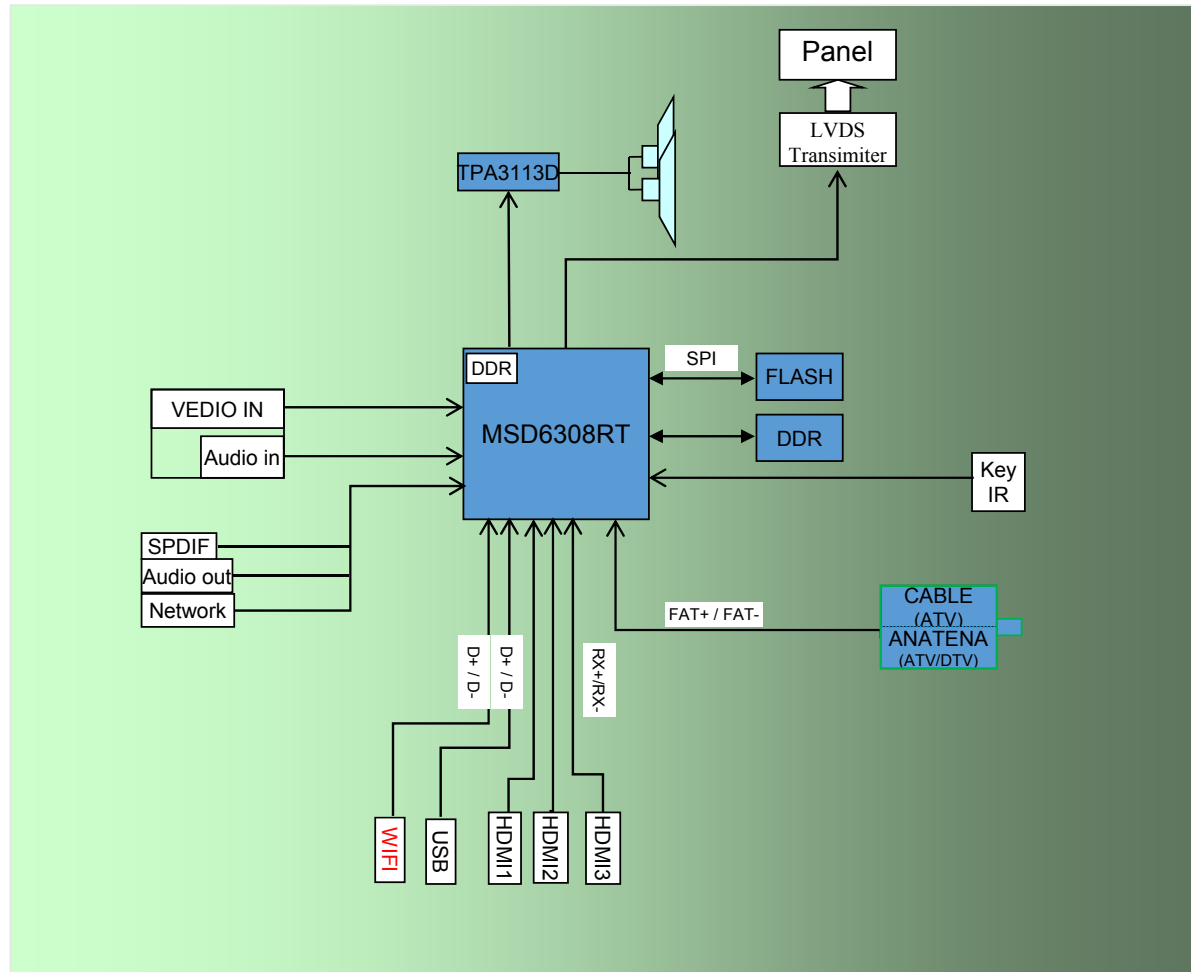 Panel
LVDS
Transimiter
TPA3113D
DDR
MSD6308RT
SPI
FLASH
DDR
VEDIO IN
Audio in
Key
IR
SPDIF
Audio out
Network
CABLE
(ATV)
ANATENA
(ATV/DTV)
FAT+ / FAT-
D+ / D-
D+ / D-
RX+/RX-
WIFI
USB
HDMI1
HDMI2
HDMI3